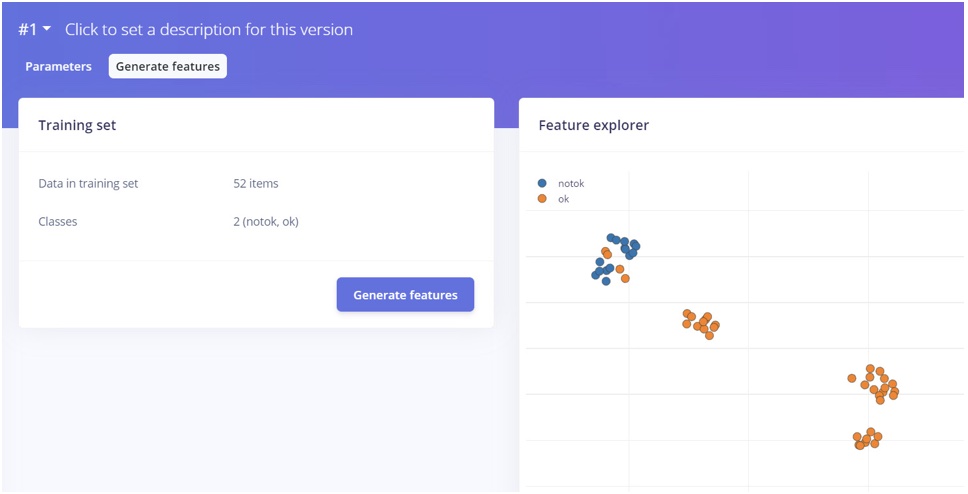 #1 Click to set a description for this version
Parameters Generate features
Training set
Data in training set 52 items
Classes 2 (notok, ok)
Generate features
Feature explorer
notok
ok